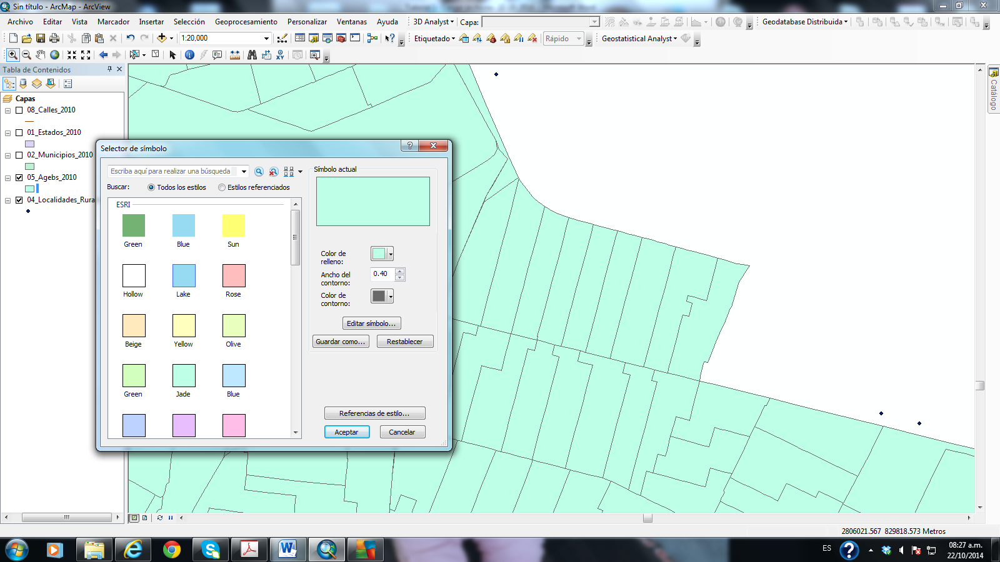 Sin título - ArcMap - ArcView
Archivo Editar Vista Marcador Insertar Selección Geoprocesamiento Personalizar Ventanas Ayuda 3D Analyst Capa: Geodatabase Distribuida
1:20,000 Etiquetado Rápido Geostatistical Analyst
Tabla de Contenidos
Capas
08_Calles_2010
01_Estados_2010
02_Municipios_2010
05_Agebs_2010
04_Localidades_Rura
Selector de símbolo
Escriba aquí para realizar una búsqueda
Buscar: Todos los estilos Estilos referenciados
ESRI
Green Blue Sun
Hollow Lake Rose
Beige Yellow Olive
Green Jade Blue
Símbolo actual
Color de
relleno:
Ancho del
contorno:
0.40
Color de
contorno:
Editar símbolo...
Guardar como... Restablecer
Referencias de estilo...
Aceptar Cancelar
Catálogo
2806021.567 829818.573 Metros
ES
08:27 a.m.
22/10/2014